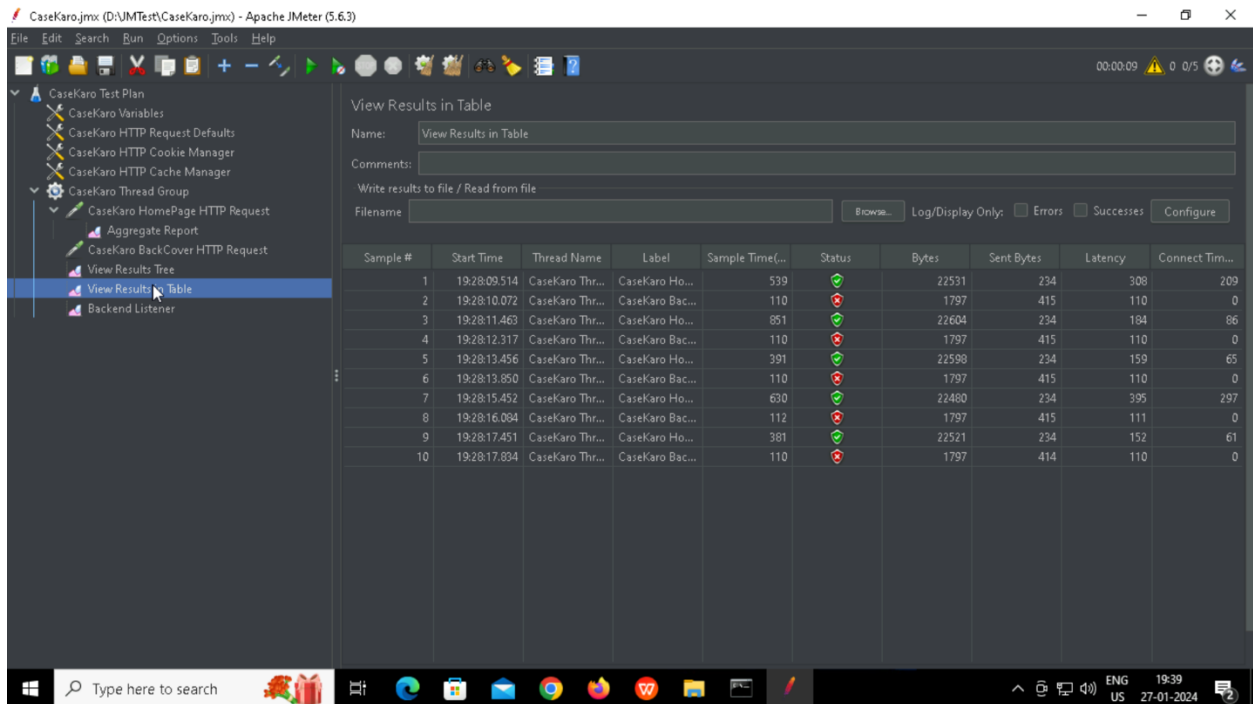 CaseKaro.jmx (D:\JMTest\CaseKaro.jmx) - Apache JMeter (5.6.3)
File Edit Search Run Options Tools Help
00:00:09 0 0/5
CaseKaro Test Plan
CaseKaro Variables
CaseKaro HTTP Request Defaults
CaseKaro HTTP Cookie Manager
CaseKaro HTTP Cache Manager
CaseKaro Thread Group
CaseKaro HomePage HTTP Request
Aggregate Report
CaseKaro BackCover HTTP Request
View Results Tree
View Results in Table
Backend Listener
View Results in Table
Name: View Results in Table
Comments:
Write results to file / Read from file
Filename Browse... Log/Display Only: Errors Successes Configure
Sample # Start Time Thread Name Label Sample Time(... Status Bytes Sent Bytes Latency Connect Tim...
1 19:28:09.514 CaseKaro Thr... CaseKaro Ho... 539 22531 234 308 209
2 19:28:10.072 CaseKaro Thr... CaseKaro Bac... 110 1797 415 110 0
3 19:28:11.463 CaseKaro Thr... CaseKaro Ho... 851 22604 234 184 86
4 19:28:12.317 CaseKaro Thr... CaseKaro Bac... 110 1797 415 110 0
5 19:28:13.456 CaseKaro Thr... CaseKaro Ho... 391 22598 234 159 65
6 19:28:13.850 CaseKaro Thr... CaseKaro Bac... 110 1797 415 110 0
7 19:28:15.452 CaseKaro Thr... CaseKaro Ho... 630 22480 234 395 297
8 19:28:16.084 CaseKaro Thr... CaseKaro Bac... 112 1797 415 111 0
9 19:28:17.451 CaseKaro Thr... CaseKaro Ho... 381 22521 234 152 61
10 19:28:17.834 CaseKaro Thr... CaseKaro Bac... 110 1797 414 110 0
Type here to search
ENG
US
19:39
27-01-2024
2